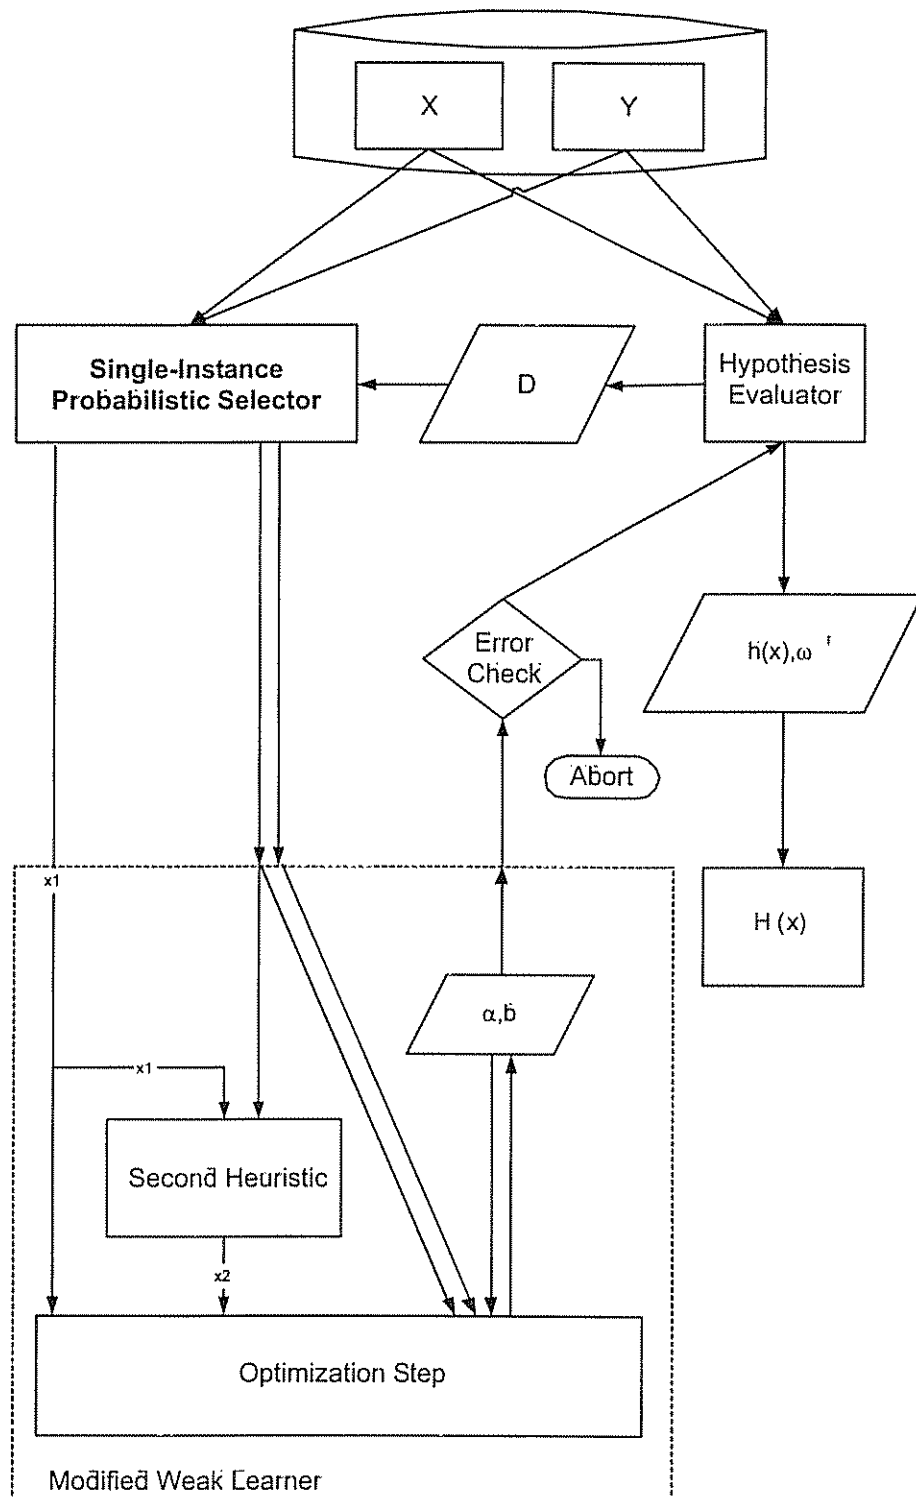 X
Y
Single-Instance
Probabilistic Selector
D
Hypothesis
Evaluator
Error
Check
h(x),ω
Abort
x1
H (x)
α,b
x1
Second Heuristic
x2
Optimization Step
Modified Weak Learner